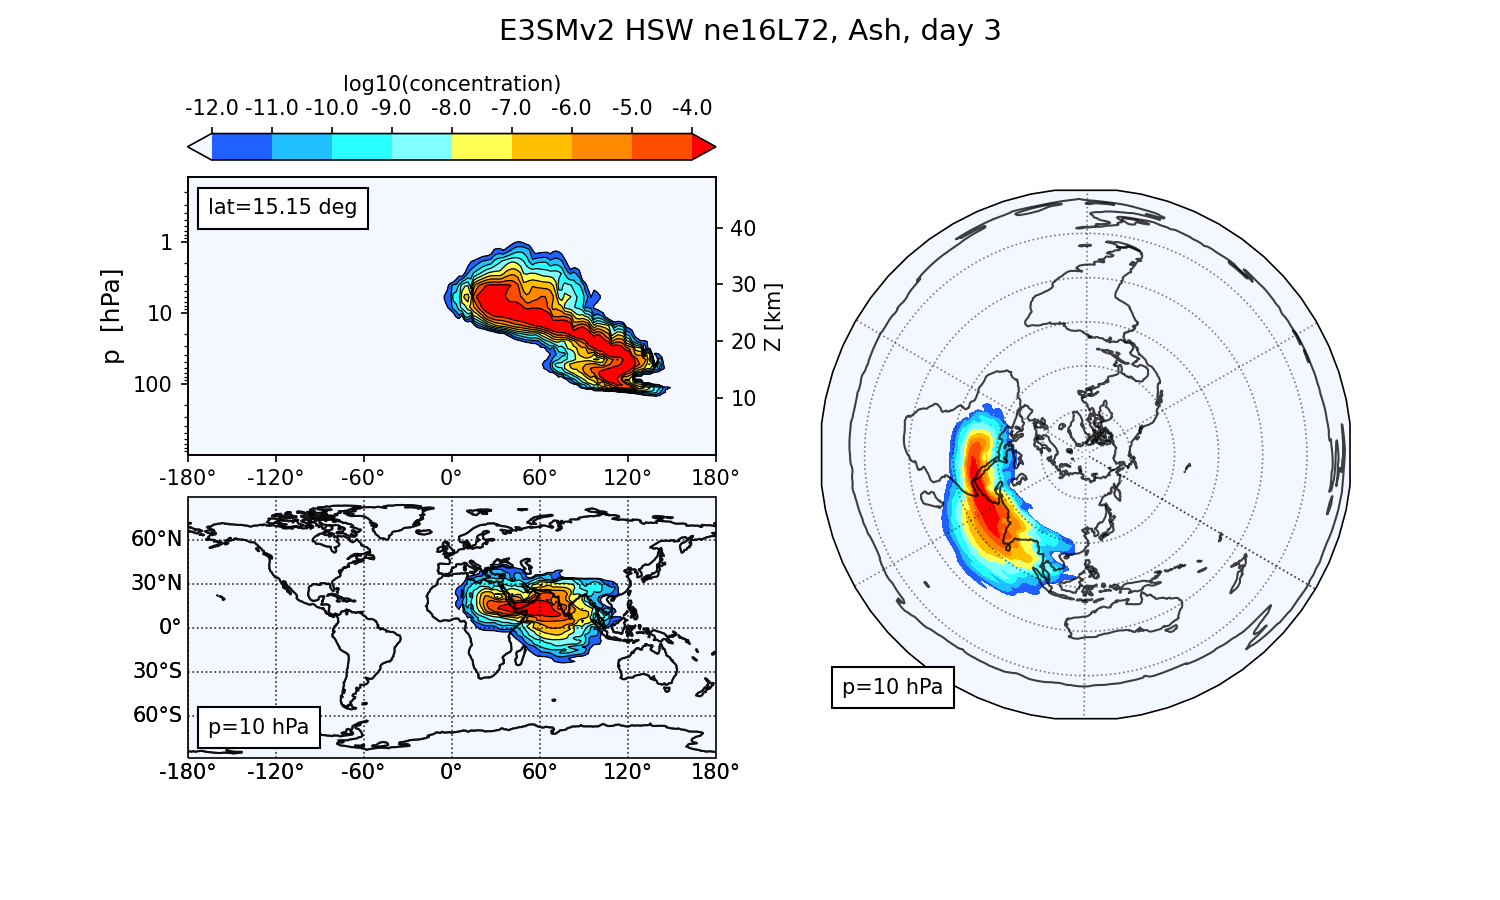 E3SMv2 HSW ne16L72, Ash, day 3
log10(concentration)
-12.0 -11.0 -10.0 -9.0 -8.0 -7.0 -6.0 -5.0 -4.0
lat=15.15 deg
p [hPa]
1
10
100
40
30
20
10
Z [km]
-180° -120° -60° 0° 60° 120° 180°
60°N
30°N
0°
30°S
60°S
p=10 hPa
-180° -120° -60° 0° 60° 120° 180°
p=10 hPa